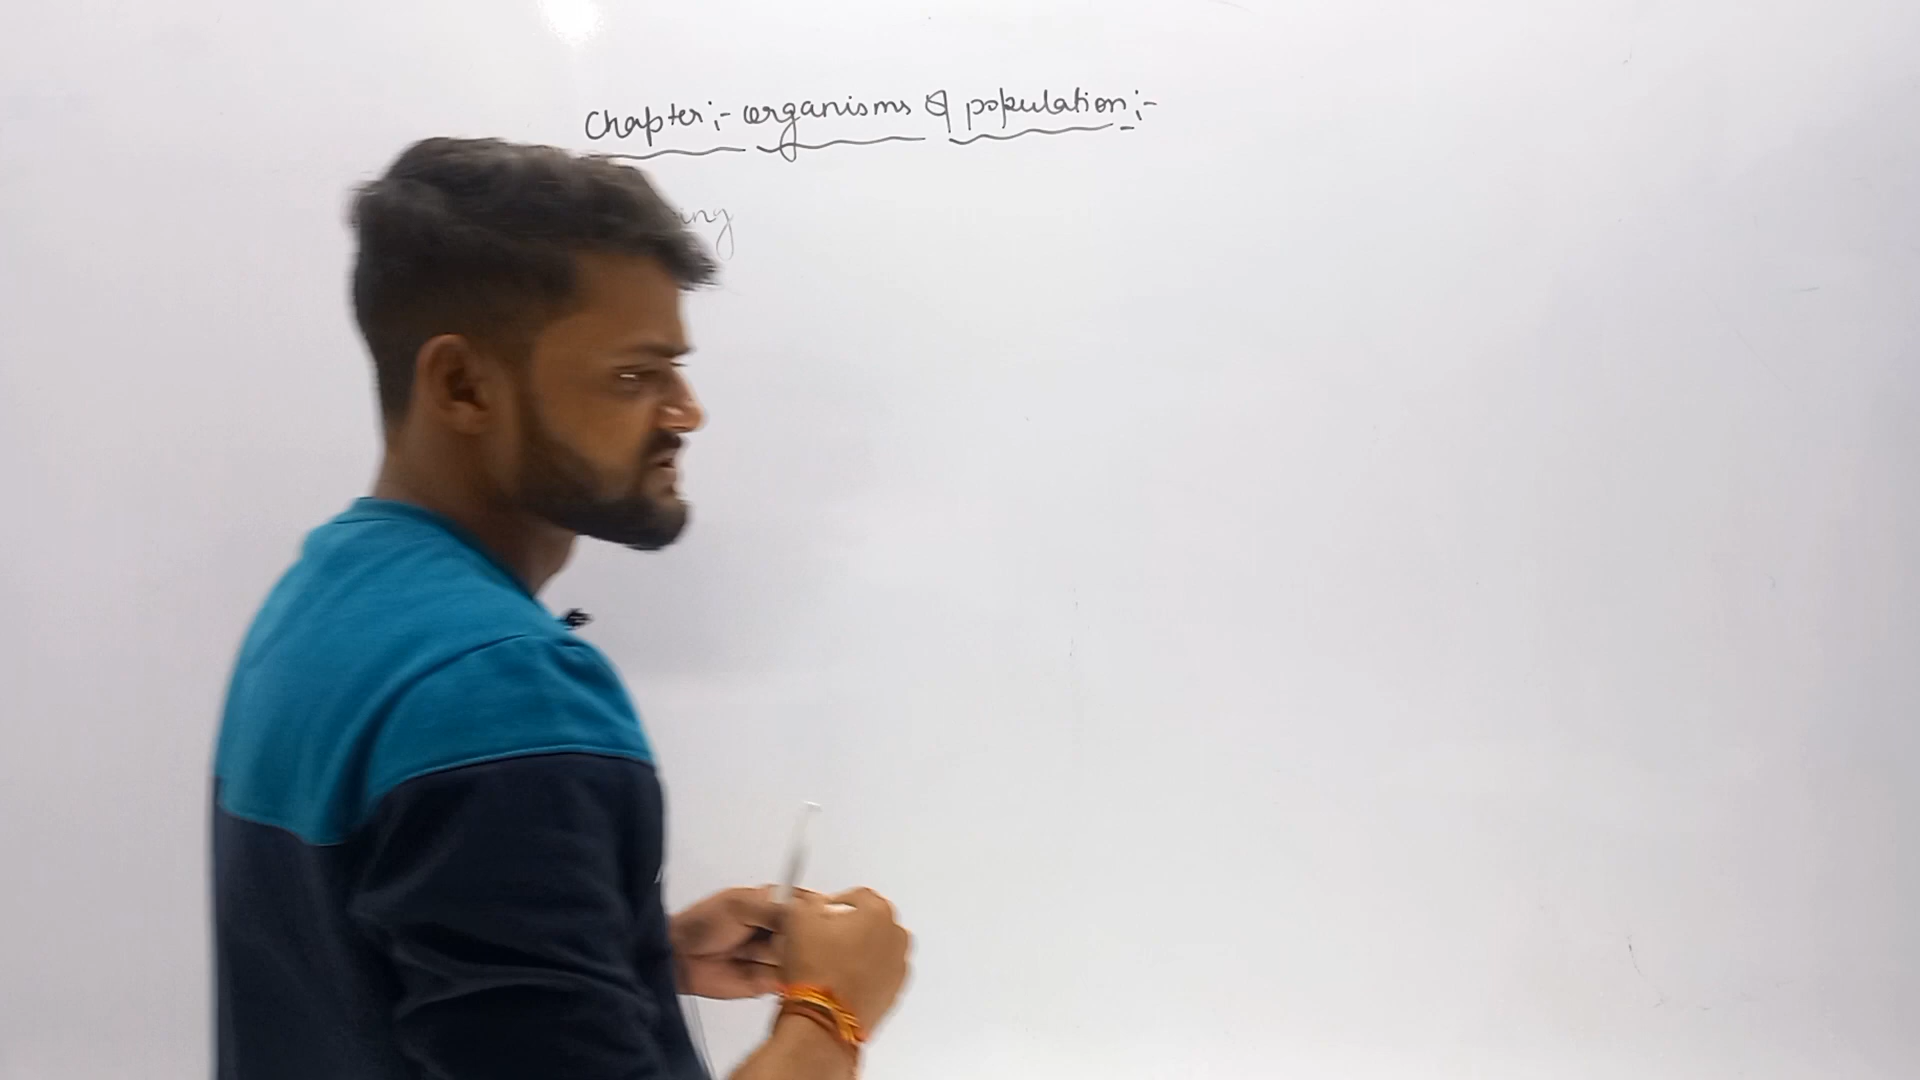 Chapter :- organisms & population :-